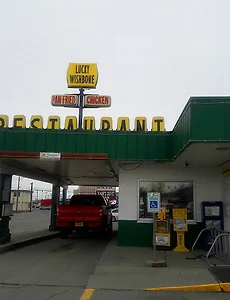 LUCKY
WISHBONE
PAN FRIED CHICKEN
RESTAURANT